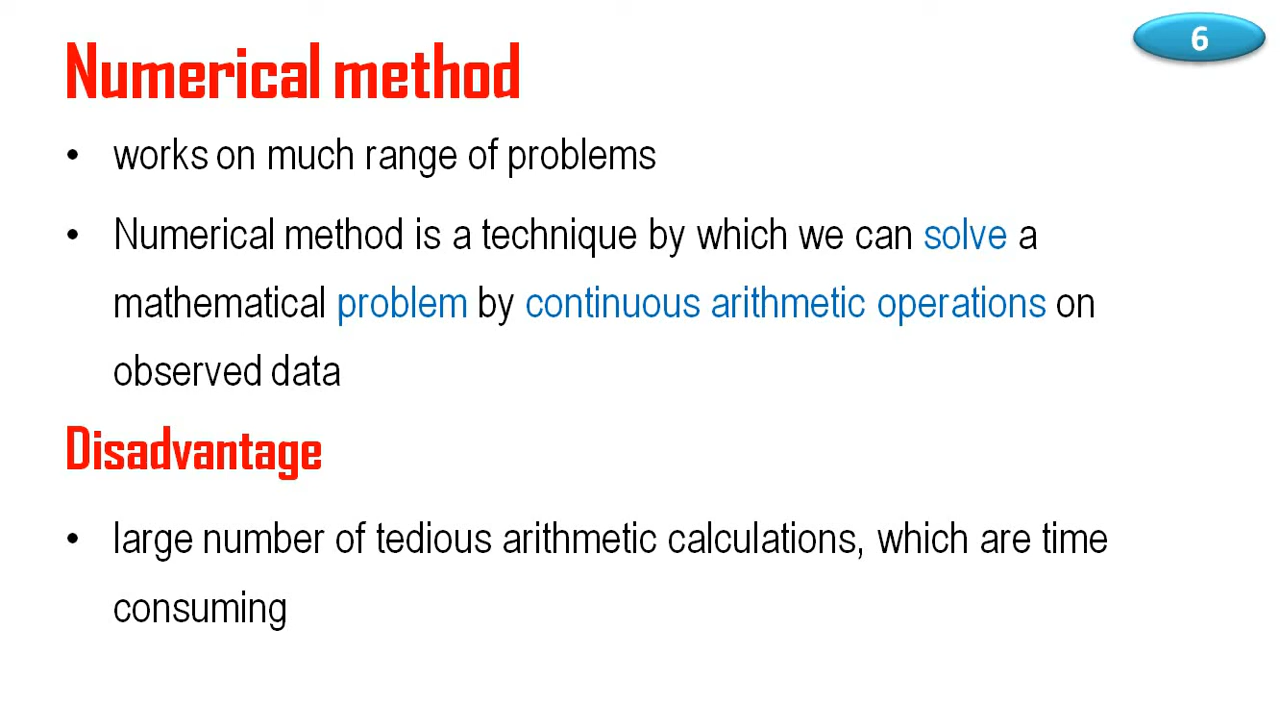 6
Numerical method
• works on much range of problems
• Numerical method is a technique by which we can solve a
mathematical problem by continuous arithmetic operations on
observed data
Disadvantage
• large number of tedious arithmetic calculations, which are time
consuming